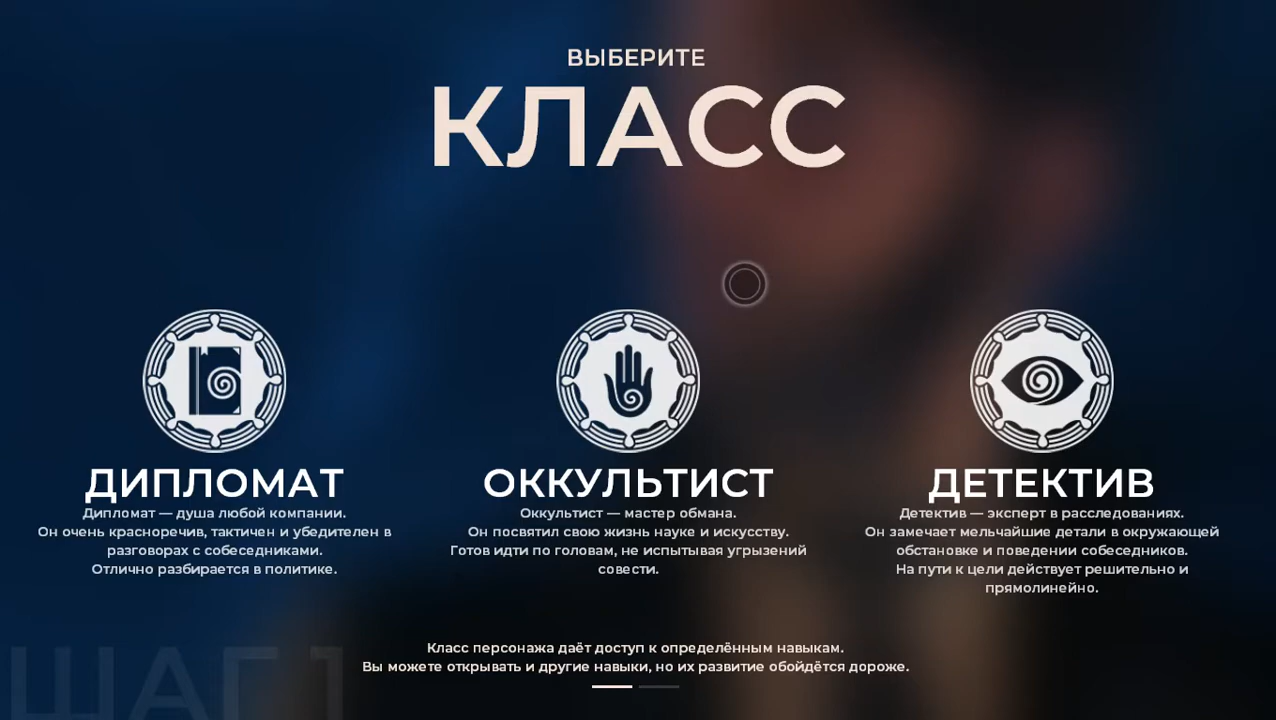 ВЫБЕРИТЕ
КЛАСС
ДИПЛОМАТ
Дипломат — душа любой компании.
Он очень красноречив, тактичен и убедителен в
разговорах с собеседниками.
Отлично разбирается в политике.
ОККУЛЬТИСТ
Оккультист — мастер обмана.
Он посвятил свою жизнь науке и искусству.
Готов идти по головам, не испытывая угрызений
совести.
ДЕТЕКТИВ
Детектив — эксперт в расследованиях.
Он замечает мельчайшие детали в окружающей
обстановке и поведении собеседников.
На пути к цели действует решительно и
прямолинейно.
Класс персонажа даёт доступ к определённым навыкам.
Вы можете открывать и другие навыки, но их развитие обойдётся дороже.
ШАГ 1